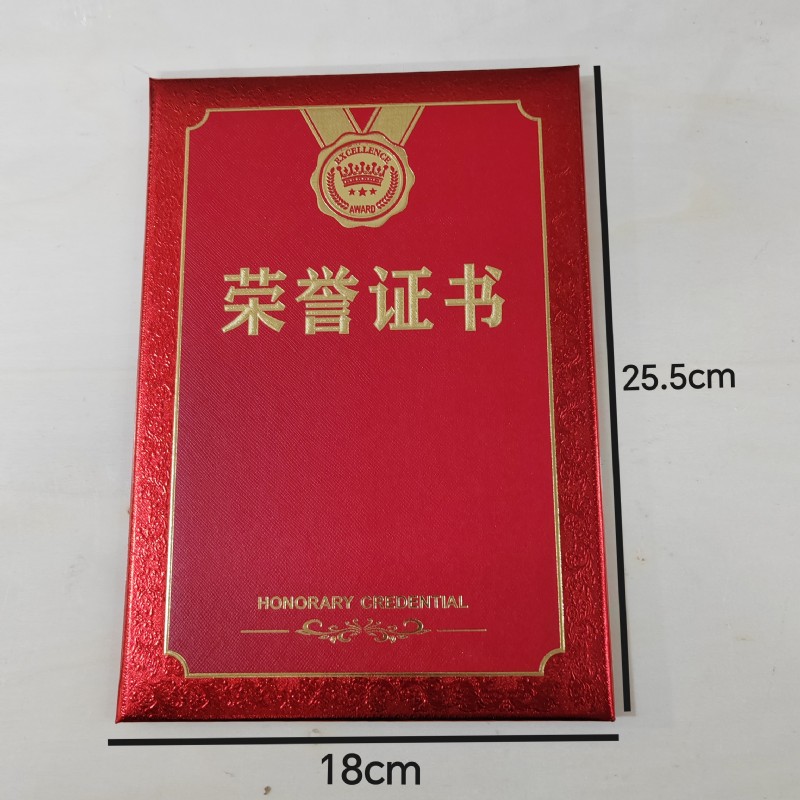 EXCELLENCE
AWARD
荣誉证书
25.5cm
HONORARY CREDENTIAL
18cm